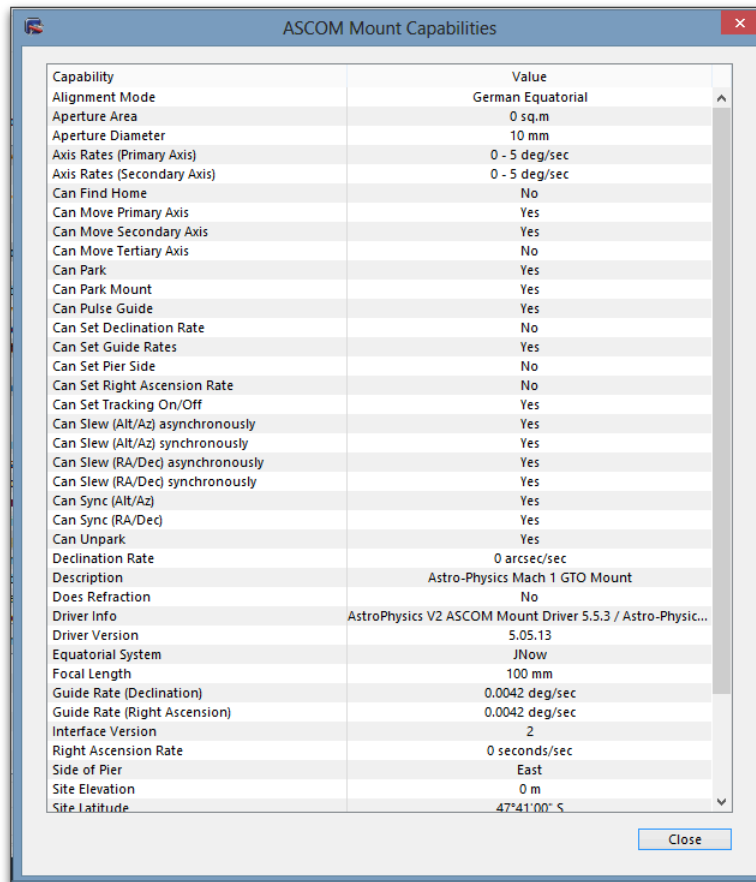 ASCOM Mount Capabilities
Capability Value
Alignment Mode German Equatorial
Aperture Area 0 sq.m
Aperture Diameter 10 mm
Axis Rates (Primary Axis) 0 - 5 deg/sec
Axis Rates (Secondary Axis) 0 - 5 deg/sec
Can Find Home No
Can Move Primary Axis Yes
Can Move Secondary Axis Yes
Can Move Tertiary Axis No
Can Park Yes
Can Park Mount Yes
Can Pulse Guide Yes
Can Set Declination Rate No
Can Set Guide Rates Yes
Can Set Pier Side No
Can Set Right Ascension Rate No
Can Set Tracking On/Off Yes
Can Slew (Alt/Az) asynchronously Yes
Can Slew (Alt/Az) synchronously Yes
Can Slew (RA/Dec) asynchronously Yes
Can Slew (RA/Dec) synchronously Yes
Can Sync (Alt/Az) Yes
Can Sync (RA/Dec) Yes
Can Unpark Yes
Declination Rate 0 arcsec/sec
Description Astro-Physics Mach 1 GTO Mount
Does Refraction No
Driver Info AstroPhysics V2 ASCOM Mount Driver 5.5.3 / Astro-Physic...
Driver Version 5.05.13
Equatorial System JNow
Focal Length 100 mm
Guide Rate (Declination) 0.0042 deg/sec
Guide Rate (Right Ascension) 0.0042 deg/sec
Interface Version 2
Right Ascension Rate 0 seconds/sec
Side of Pier East
Site Elevation 0 m
Site Latitude 47°41'00" S
Close